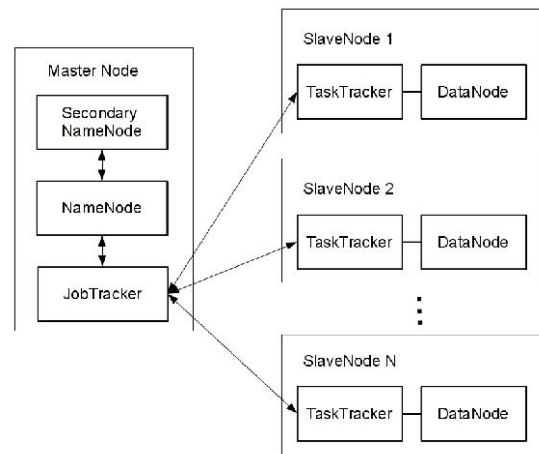 Master Node
Secondary
NameNode
NameNode
JobTracker
SlaveNode 1
TaskTracker
DataNode
SlaveNode 2
TaskTracker
DataNode
SlaveNode N
TaskTracker
DataNode